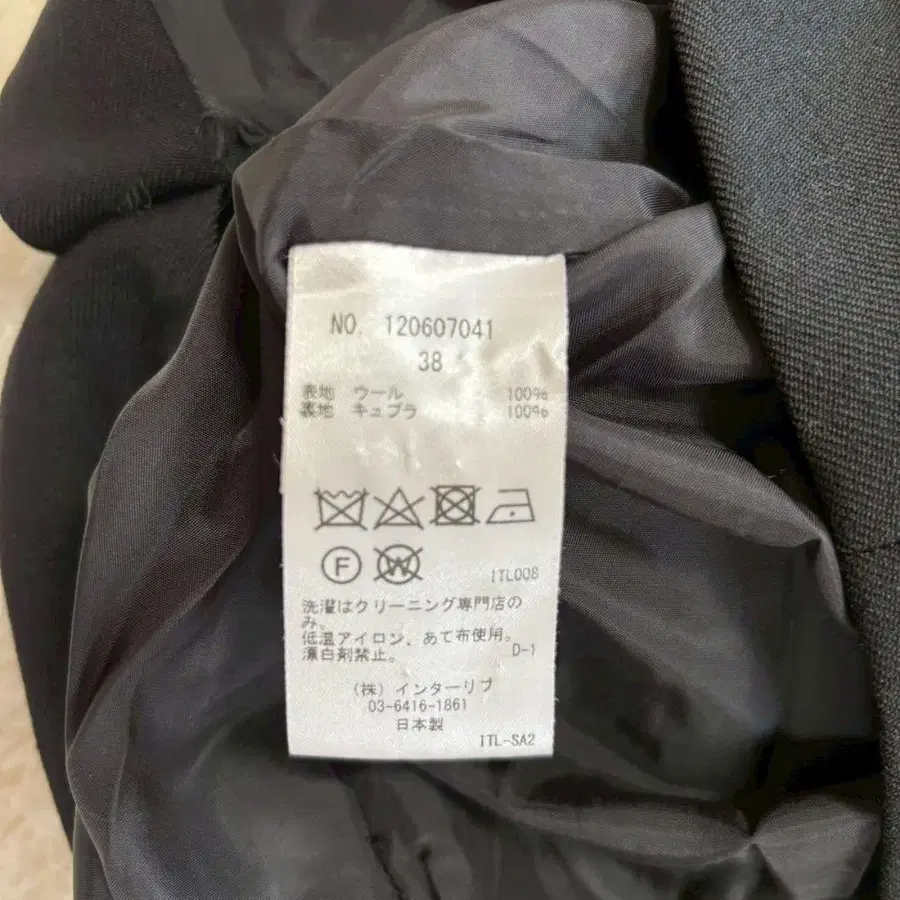 NO. 120607041
38
表地 ウール 100%
裏地 キュプラ 100%
F W
ITL008
洗濯はクリーニング専門店の
み。
低温アイロン、あて布使用。
漂白剤禁止。 D-1
(株)インターリブ
03-6416-1861
日本製
ITL-SA2